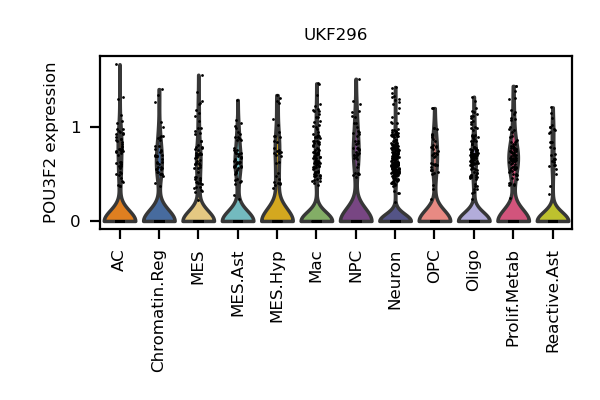 UKF296
POU3F2 expression
1
0
AC
Chromatin.Reg
MES
MES.Ast
MES.Hyp
Mac
NPC
Neuron
OPC
Oligo
Prolif.Metab
Reactive.Ast